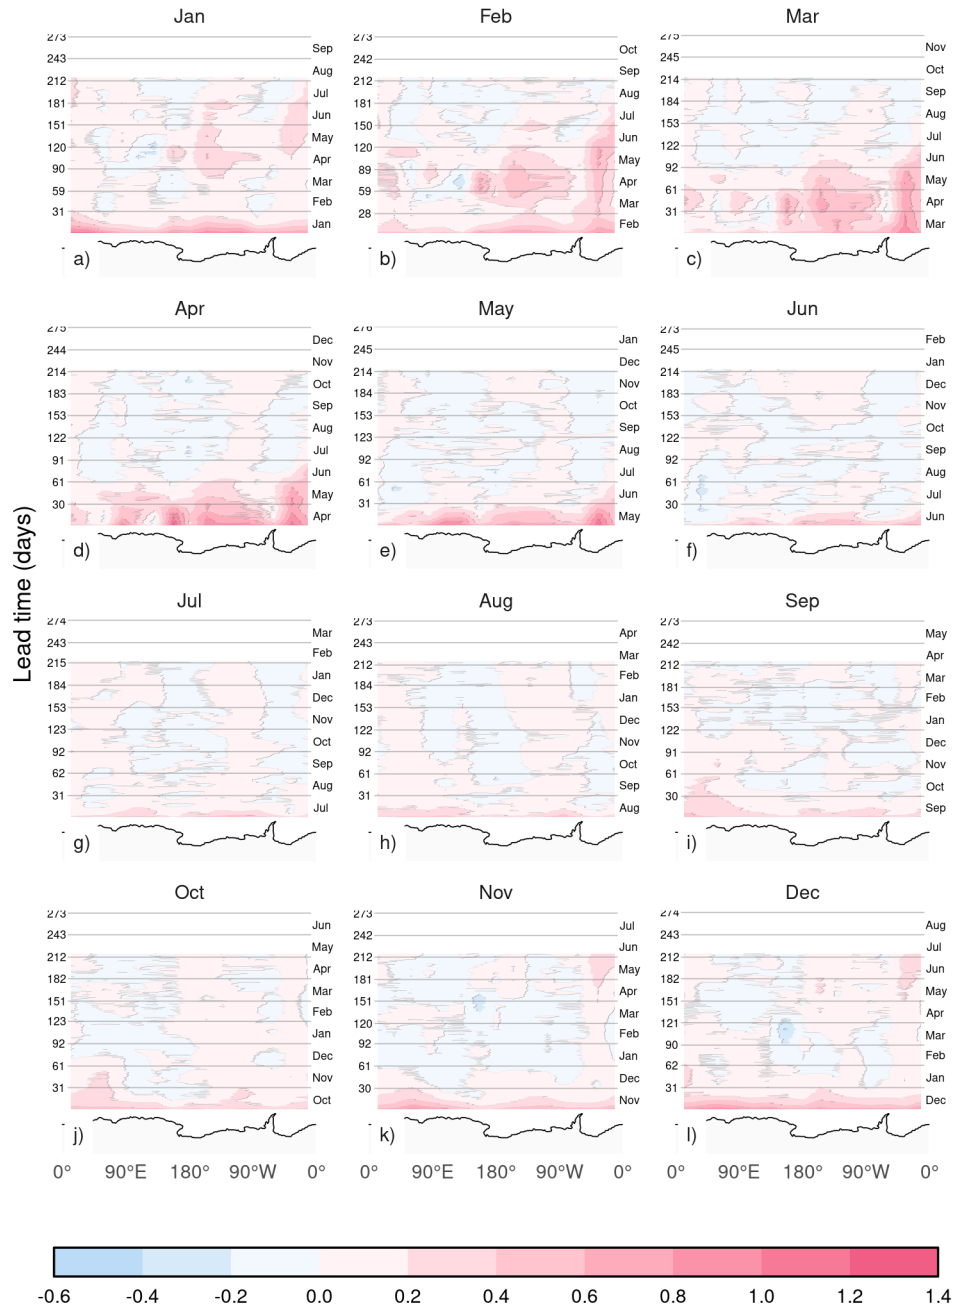 Jan Feb Mar
273 Sep 273 Oct 275 Nov
243 Aug 242 Sep 245 Oct
212 Jul 212 Aug 214 Sep
181 Jun 181 Jul 184 Aug
151 May 150 Jun 153 Jul
120 Apr 120 May 122 Jun
90 Mar 89 Apr 92 May
59 Feb 59 Mar 61 Apr
31 Jan 28 Feb 31 Mar
a) b) c)
Apr May Jun
275 Dec 276 Jan 273 Feb
244 Nov 245 Dec 245 Jan
214 Oct 214 Nov 214 Dec
183 Sep 183 Oct 183 Nov
153 Aug 153 Sep 153 Oct
122 Jul 123 Aug 122 Sep
91 Jun 92 Jul 91 Aug
61 May 61 Jun 61 Jul
30 Apr 31 May 30 Jun
d) e) f)
Lead time (days)
Jul Aug Sep
274 Mar 273 Apr 273 May
243 Feb 243 Mar 242 Apr
215 Jan 212 Feb 212 Mar
184 Dec 184 Jan 181 Feb
153 Nov 153 Dec 153 Jan
123 Oct 122 Nov 122 Dec
92 Sep 92 Oct 91 Nov
62 Aug 61 Sep 61 Oct
31 Jul 31 Aug 30 Sep
g) h) i)
Oct Nov Dec
273 Jun 273 Jul 274 Aug
243 May 242 Jun 243 Jul
212 Apr 212 May 212 Jun
182 Mar 181 Apr 182 May
151 Feb 151 Mar 151 Apr
123 Jan 120 Feb 121 Mar
92 Dec 92 Jan 90 Feb
61 Nov 61 Dec 62 Jan
31 Oct 30 Nov 31 Dec
j) k) l)
0° 90°E 180° 90°W 0° 0° 90°E 180° 90°W 0° 0° 90°E 180° 90°W 0°
-0.6 -0.4 -0.2 0.0 0.2 0.4 0.6 0.8 1.0 1.2 1.4